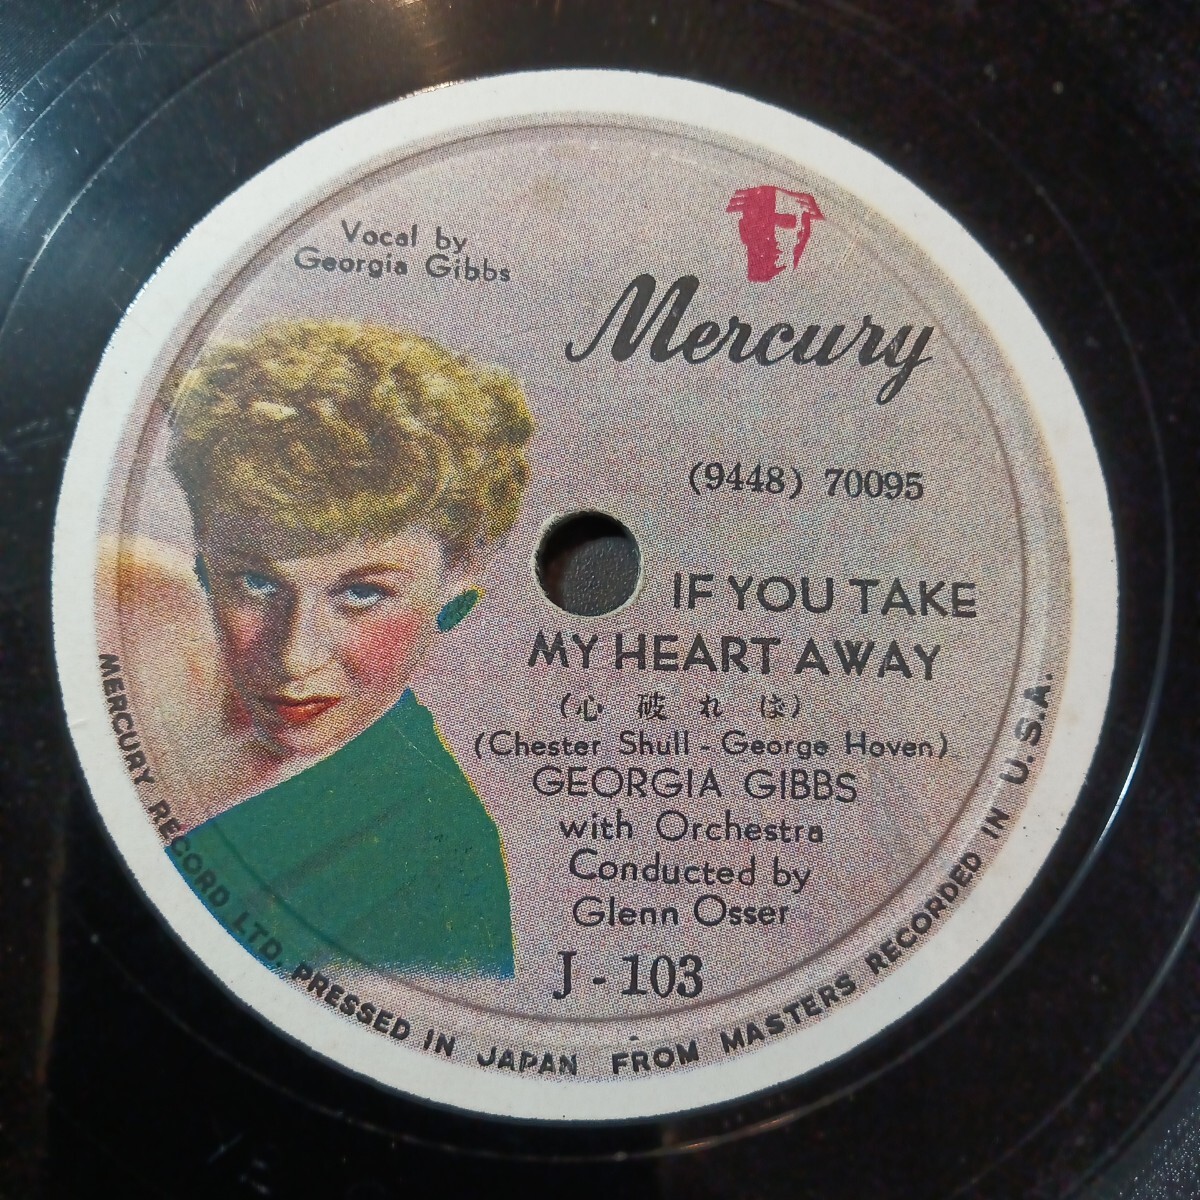 Vocal by
Georgia Gibbs
Mercury
(9448) 70095
IF YOU TAKE
MY HEART AWAY
(心破れば)
(Chester Shull - George Hoven)
GEORGIA GIBBS
with Orchestra
Conducted by
Glenn Osser
J - 103
MERCURY RECORD LTD. PRESSED IN JAPAN FROM MASTERS RECORDED IN U.S.A.